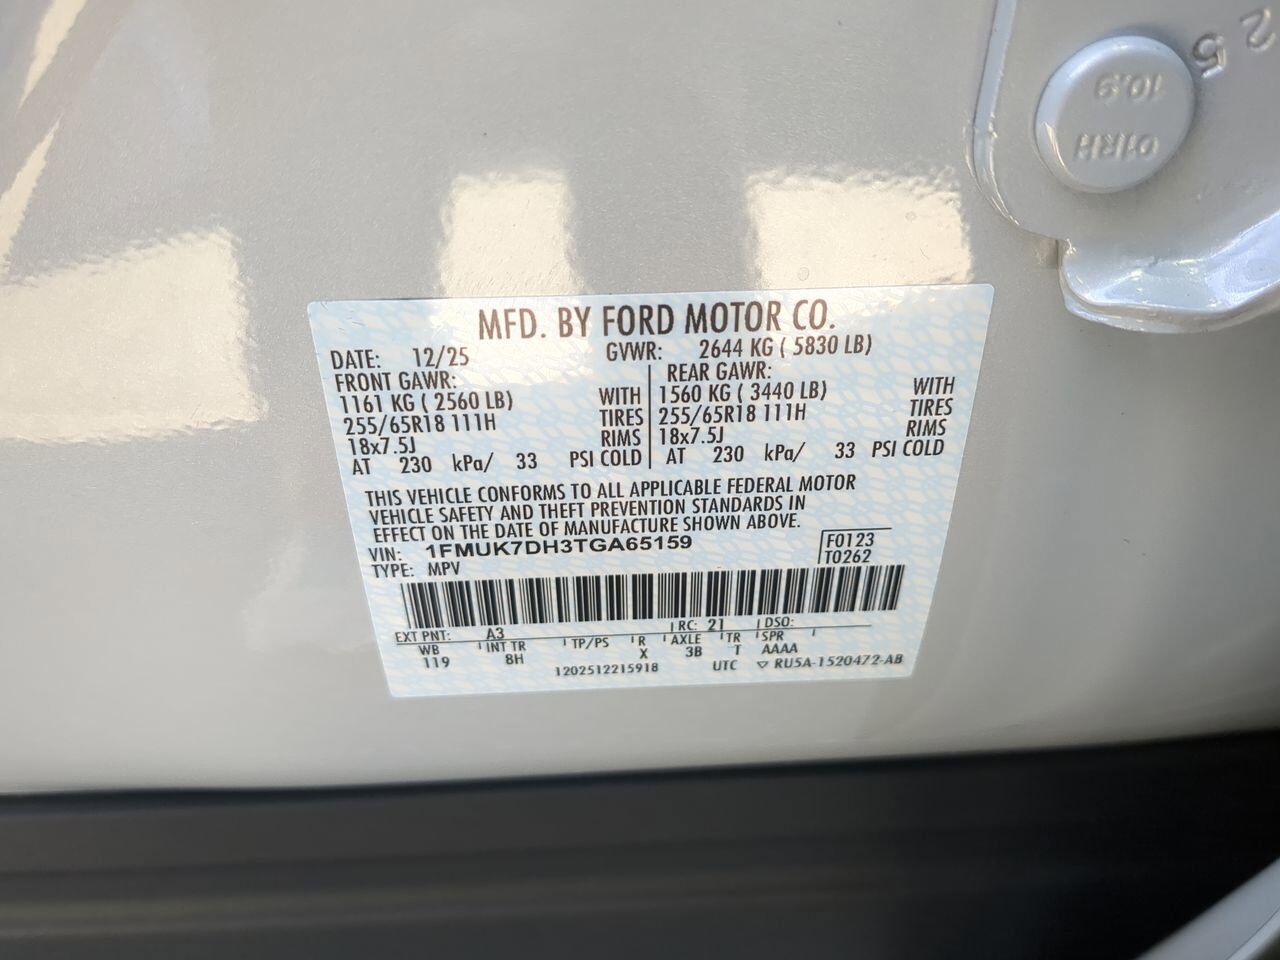 25
10.9
01RH
MFD. BY FORD MOTOR CO.
DATE: 12/25 GVWR: 2644 KG ( 5830 LB)
FRONT GAWR: REAR GAWR:
1161 KG ( 2560 LB) WITH 1560 KG ( 3440 LB) WITH
255/65R18 111H TIRES 255/65R18 111H TIRES
18x7.5J RIMS 18x7.5J RIMS
AT 230 kPa/ 33 PSI COLD AT 230 kPa/ 33 PSI COLD
THIS VEHICLE CONFORMS TO ALL APPLICABLE FEDERAL MOTOR
VEHICLE SAFETY AND THEFT PREVENTION STANDARDS IN
EFFECT ON THE DATE OF MANUFACTURE SHOWN ABOVE.
VIN: 1FMUK7DH3TGA65159 F0123
TYPE: MPV T0262
EXT PNT: A3 RC: 21 DSO:
WB INT TR TP/PS R AXLE TR SPR
119 8H X 3B T AAAA
1202512215918 UTC ▽ RU5A-1520472-AB